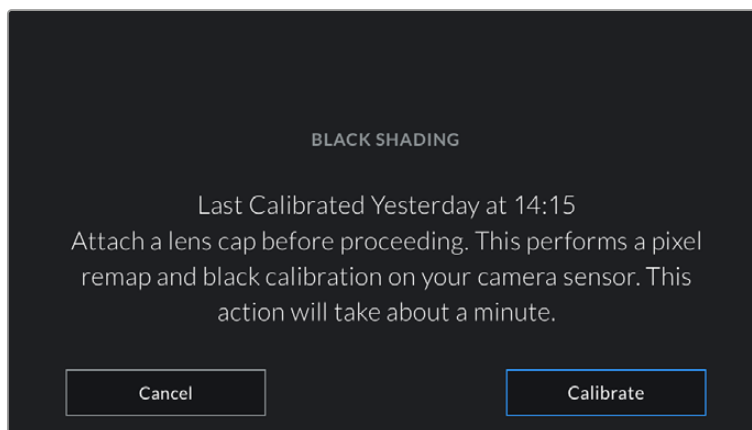 BLACK SHADING
Last Calibrated Yesterday at 14:15
Attach a lens cap before proceeding. This performs a pixel
remap and black calibration on your camera sensor. This
action will take about a minute.
Cancel
Calibrate